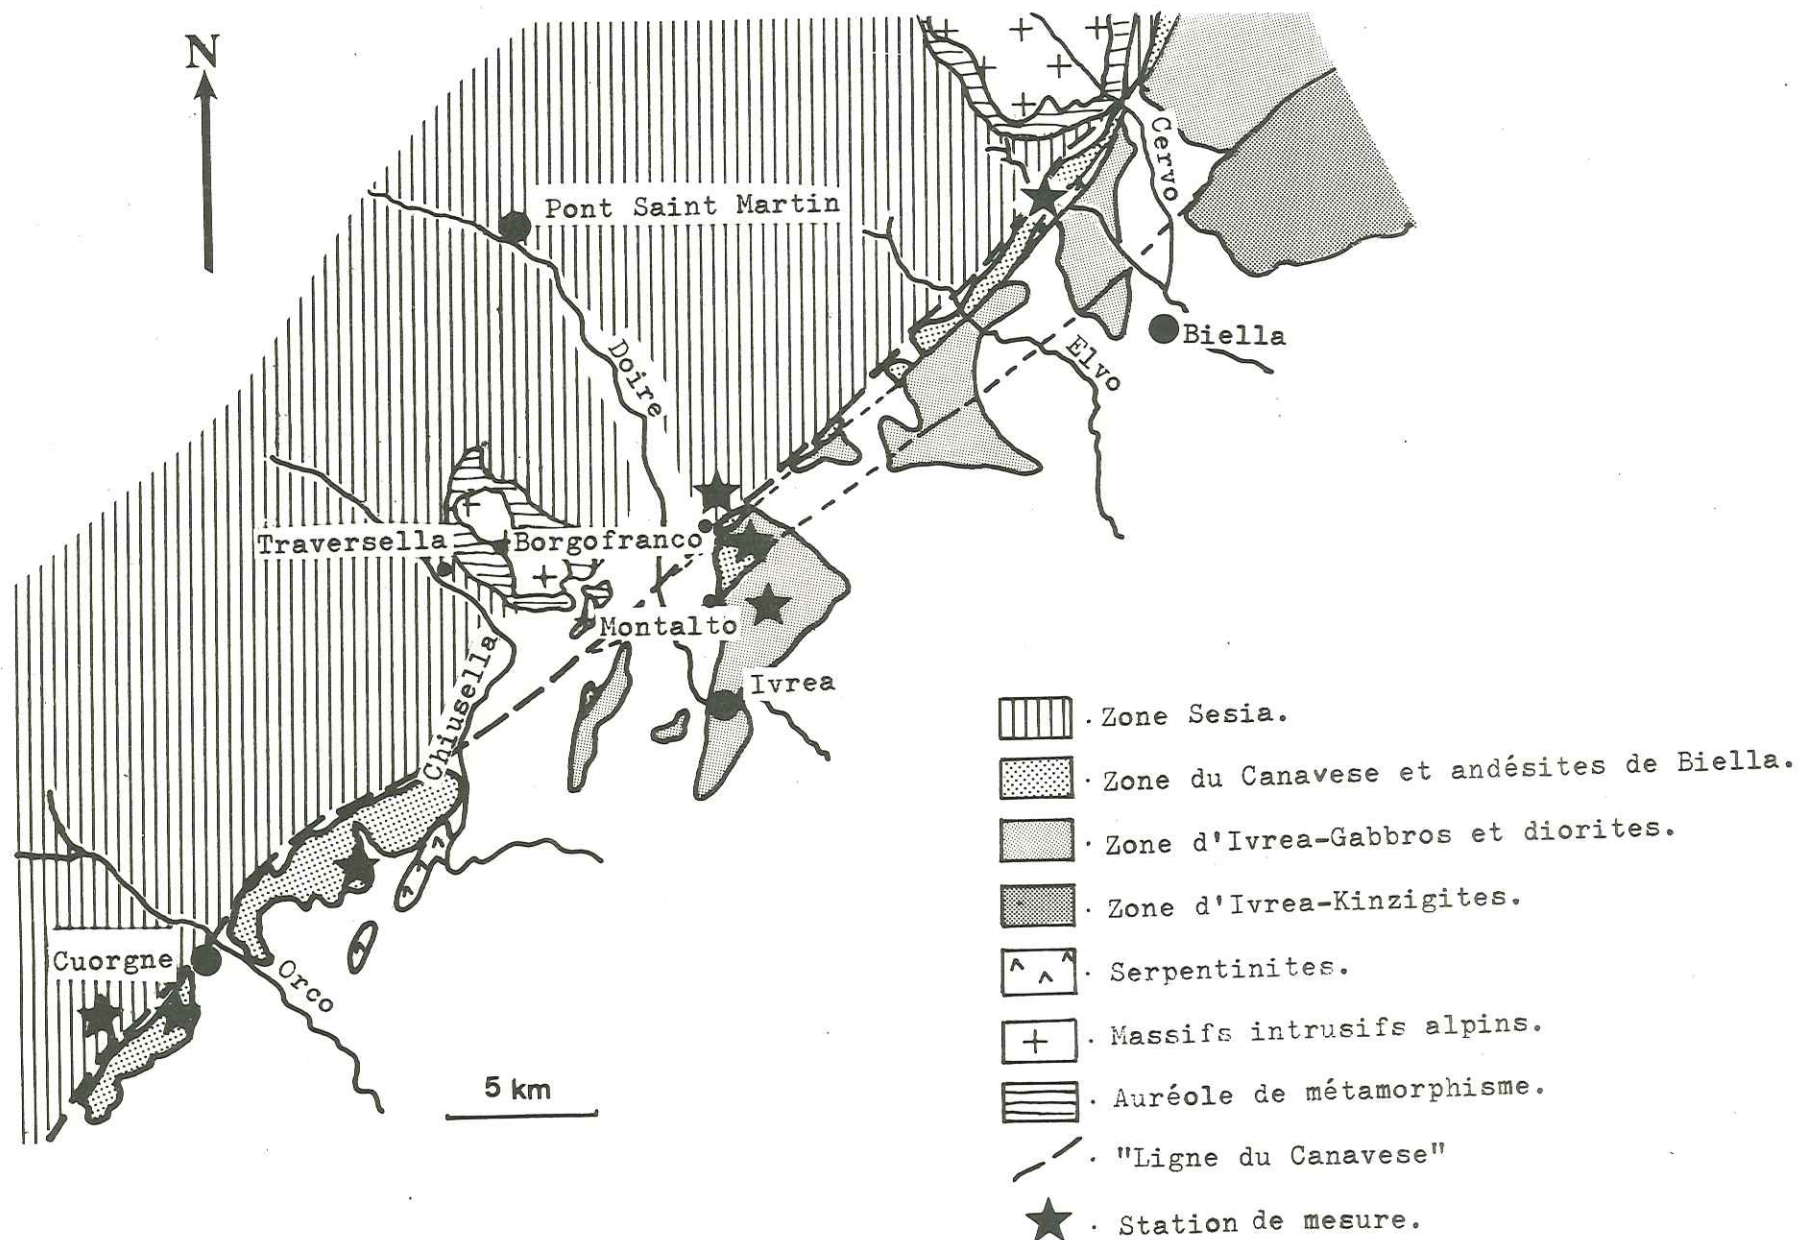 N
Cervo
Pont Saint Martin
Biella
Elvo
Doire
Traversella
Borgofranco
Montalto
Ivrea
Chiusella
Cuorgne
Orco
5 km
Zone Sesia.
Zone du Canavese et andésites de Biella.
Zone d'Ivrea-Gabbros et diorites.
Zone d'Ivrea-Kinzigites.
Serpentinites.
Massifs intrusifs alpins.
Auréole de métamorphisme.
"Ligne du Canavese"
Station de mesure.